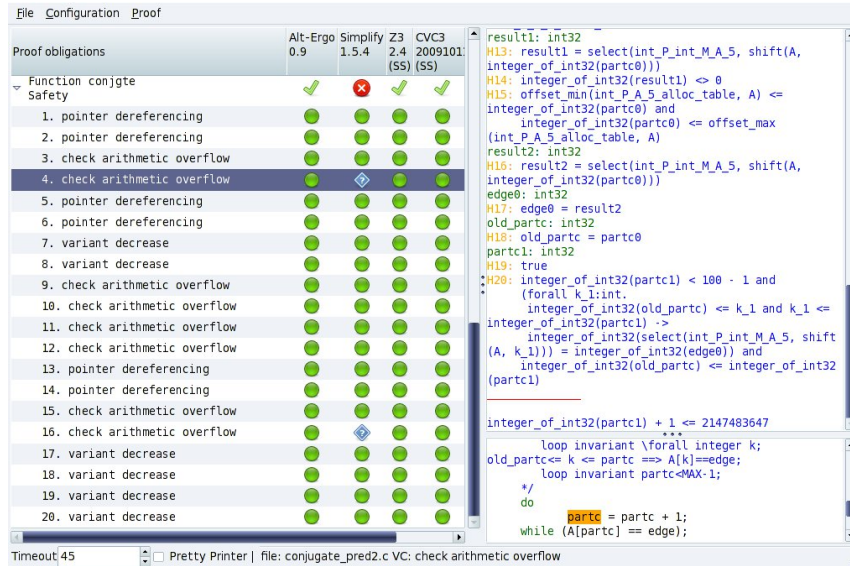 File Configuration Proof
Proof obligations
Alt-Ergo 0.9
Simplify 1.5.4
Z3 2.4 (SS)
CVC3 2009101 (SS)
Function conjgte
Safety
1. pointer dereferencing
2. pointer dereferencing
3. check arithmetic overflow
4. check arithmetic overflow
5. pointer dereferencing
6. pointer dereferencing
7. variant decrease
8. variant decrease
9. check arithmetic overflow
10. check arithmetic overflow
11. check arithmetic overflow
12. check arithmetic overflow
13. pointer dereferencing
14. pointer dereferencing
15. check arithmetic overflow
16. check arithmetic overflow
17. variant decrease
18. variant decrease
19. variant decrease
20. variant decrease
result1: int32
H13: result1 = select(int_P_int_M_A_5, shift(A,
integer_of_int32(partc0)))
H14: integer_of_int32(result1) <> 0
H15: offset_min(int_P_A_5_alloc_table, A) <=
integer_of_int32(partc0) and
integer_of_int32(partc0) <= offset_max
(int_P_A_5_alloc_table, A)
result2: int32
H16: result2 = select(int_P_int_M_A_5, shift(A,
integer_of_int32(partc0)))
edge0: int32
H17: edge0 = result2
old_partc: int32
H18: old_partc = partc0
partc1: int32
H19: true
H20: integer_of_int32(partc1) < 100 - 1 and
(forall k_1:int.
integer_of_int32(old_partc) <= k_1 and k_1 <=
integer_of_int32(partc1) ->
integer_of_int32(select(int_P_int_M_A_5, shift
(A, k_1))) = integer_of_int32(edge0)) and
integer_of_int32(old_partc) <= integer_of_int32
(partc1)
integer_of_int32(partc1) + 1 <= 2147483647
loop invariant \forall integer k;
old_partc<= k <= partc ==> A[k]==edge;
loop invariant partc<MAX-1;
*/
do
partc = partc + 1;
while (A[partc] == edge);
Timeout 45 Pretty Printer | file: conjugate_pred2.c VC: check arithmetic overflow